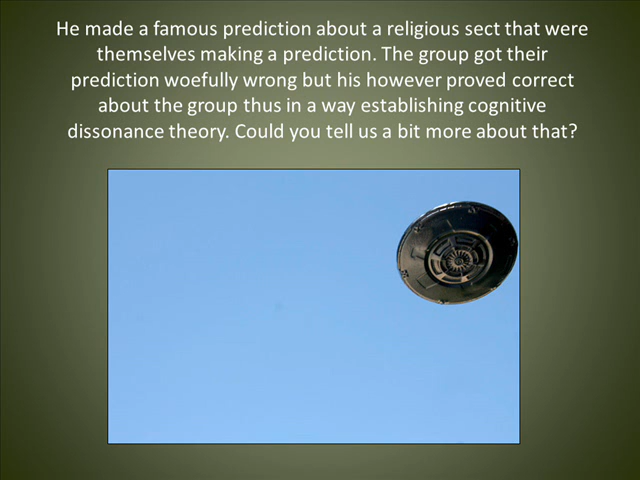 He made a famous prediction about a religious sect that were
themselves making a prediction. The group got their
prediction woefully wrong but his however proved correct
about the group thus in a way establishing cognitive
dissonance theory. Could you tell us a bit more about that?